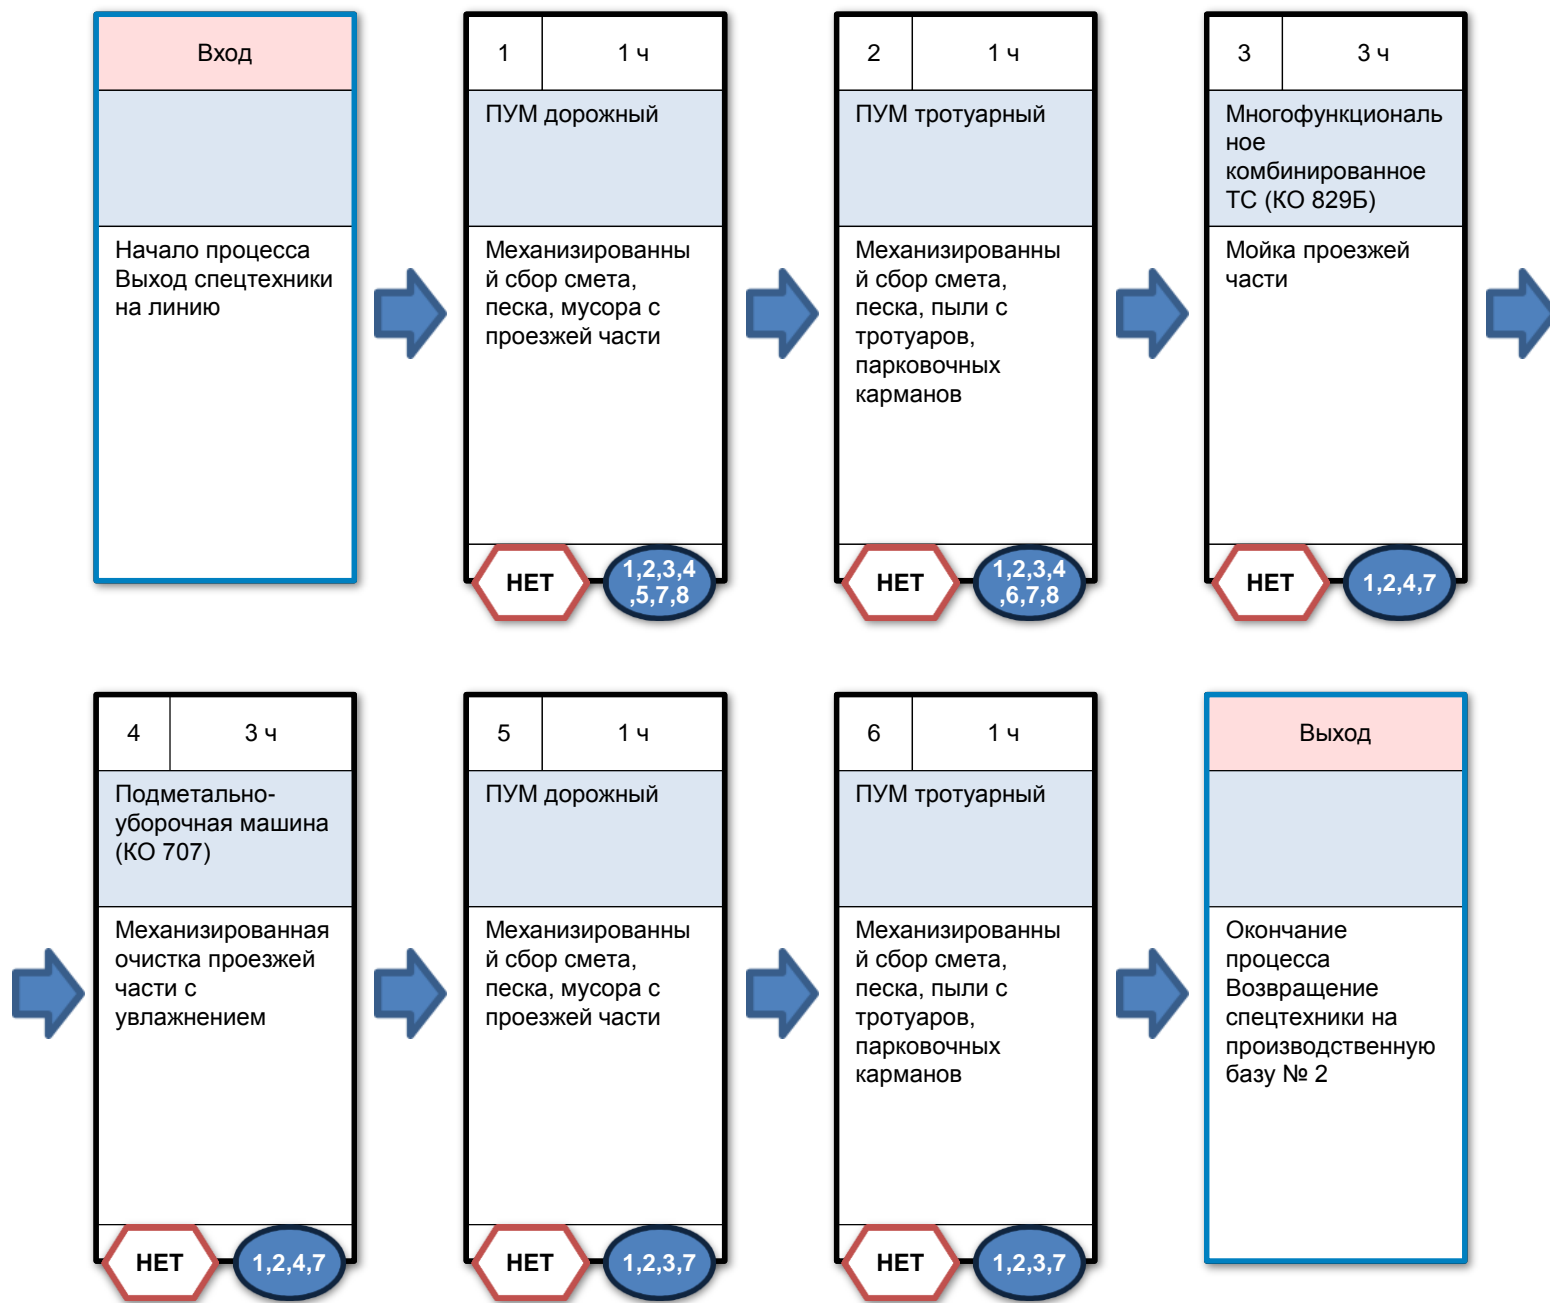 Вход
Начало процесса
Выход спецтехники
на линию
1
1 ч
ПУМ дорожный
Механизированны
й сбор смета,
песка, мусора с
проезжей части
НЕТ
1,2,3,4
,5,7,8
2
1 ч
ПУМ тротуарный
Механизированны
й сбор смета,
песка, пыли с
тротуаров,
парковочных
карманов
НЕТ
1,2,3,4
,6,7,8
3
3 ч
Многофункциональ
ное
комбинированное
ТС (КО 829Б)
Мойка проезжей
части
НЕТ
1,2,4,7
4
3 ч
Подметально-
уборочная машина
(КО 707)
Механизированная
очистка проезжей
части с
увлажнением
НЕТ
1,2,4,7
5
1 ч
ПУМ дорожный
Механизированны
й сбор смета,
песка, мусора с
проезжей части
НЕТ
1,2,3,7
6
1 ч
ПУМ тротуарный
Механизированны
й сбор смета,
песка, пыли с
тротуаров,
парковочных
карманов
НЕТ
1,2,3,7
Выход
Окончание
процесса
Возвращение
спецтехники на
производственную
базу № 2